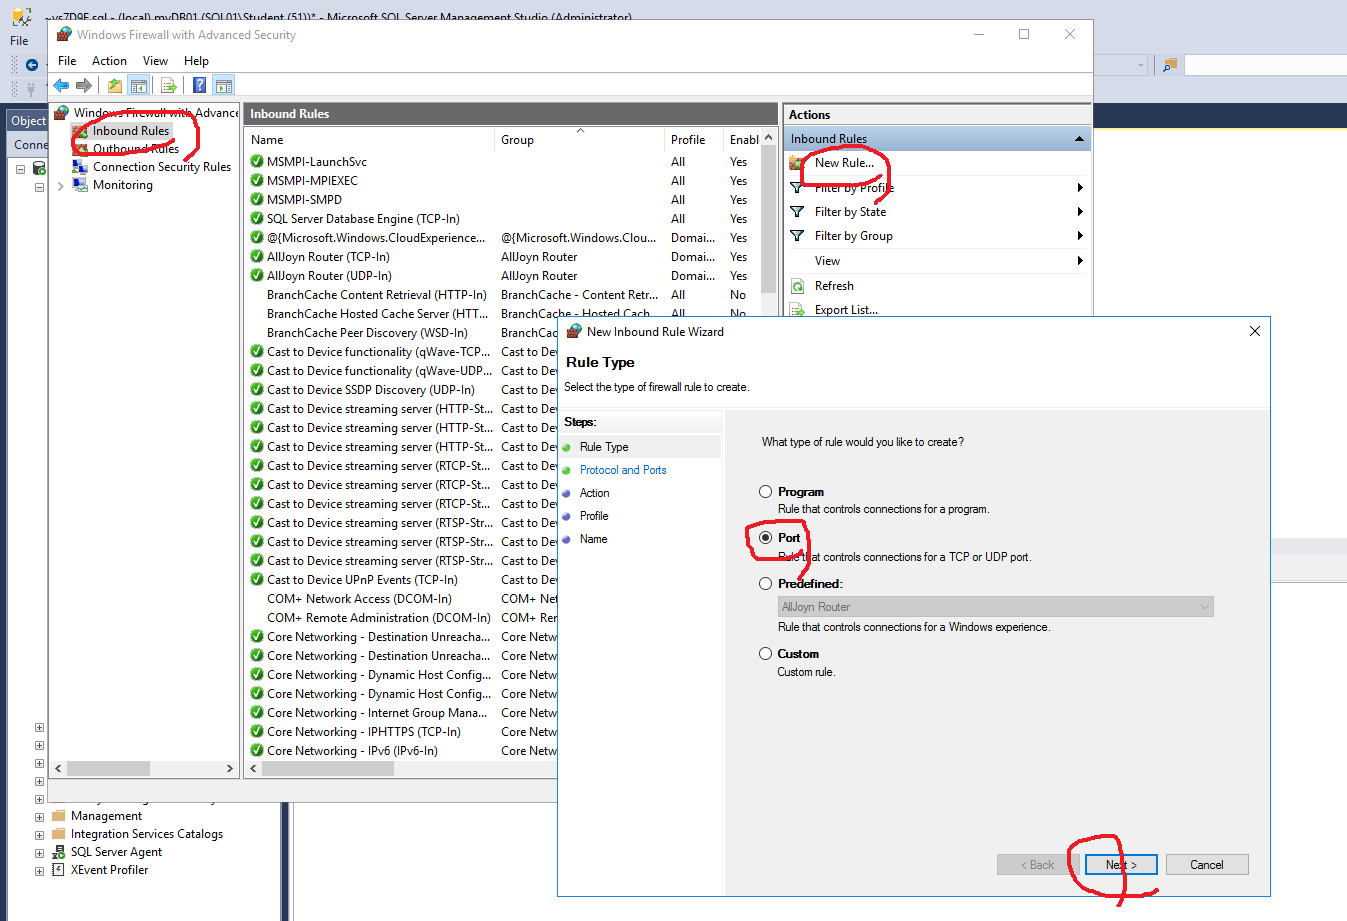 ~vs7D9F.sql - (local).myDB01 (SQL01\Student (51))* - Microsoft SQL Server Management Studio (Administrator)
File
Object
Conne
Windows Firewall with Advanced Security
File Action View Help
Windows Firewall with Advance
Inbound Rules
Outbound Rules
Connection Security Rules
Monitoring
Inbound Rules
Name Group Profile Enabl
MSMPI-LaunchSvc All Yes
MSMPI-MPIEXEC All Yes
MSMPI-SMPD All Yes
SQL Server Database Engine (TCP-In) All Yes
@{Microsoft.Windows.CloudExperience... @{Microsoft.Windows.Clou... Domai... Yes
AllJoyn Router (TCP-In) AllJoyn Router Domai... Yes
AllJoyn Router (UDP-In) AllJoyn Router Domai... Yes
BranchCache Content Retrieval (HTTP-In) BranchCache - Content Retr... All No
BranchCache Hosted Cache Server (HTT... BranchCache - Hosted Cach All No
BranchCache Peer Discovery (WSD-In) BranchCac
Cast to Device functionality (qWave-TCP... Cast to De
Cast to Device functionality (qWave-UDP... Cast to De
Cast to Device SSDP Discovery (UDP-In) Cast to De
Cast to Device streaming server (HTTP-St... Cast to De
Cast to Device streaming server (HTTP-St... Cast to De
Cast to Device streaming server (HTTP-St... Cast to De
Cast to Device streaming server (RTCP-St... Cast to De
Cast to Device streaming server (RTCP-St... Cast to De
Cast to Device streaming server (RTCP-St... Cast to De
Cast to Device streaming server (RTSP-Str... Cast to De
Cast to Device streaming server (RTSP-Str... Cast to De
Cast to Device streaming server (RTSP-Str... Cast to De
Cast to Device UPnP Events (TCP-In) Cast to De
COM+ Network Access (DCOM-In) COM+ Net
COM+ Remote Administration (DCOM-In) COM+ Rer
Core Networking - Destination Unreacha... Core Netw
Core Networking - Destination Unreacha... Core Netw
Core Networking - Dynamic Host Config... Core Netw
Core Networking - Dynamic Host Config... Core Netw
Core Networking - Internet Group Mana... Core Netw
Core Networking - IPHTTPS (TCP-In) Core Netw
Core Networking - IPv6 (IPv6-In) Core Netw
Actions
Inbound Rules
New Rule...
Filter by Profile
Filter by State
Filter by Group
View
Refresh
Export List...
New Inbound Rule Wizard
Rule Type
Select the type of firewall rule to create.
Steps:
Rule Type
Protocol and Ports
Action
Profile
Name
What type of rule would you like to create?
Program
Rule that controls connections for a program.
Port
Rule that controls connections for a TCP or UDP port.
Predefined:
AllJoyn Router
Rule that controls connections for a Windows experience.
Custom
Custom rule.
< Back Next > Cancel
Management
Integration Services Catalogs
SQL Server Agent
XEvent Profiler